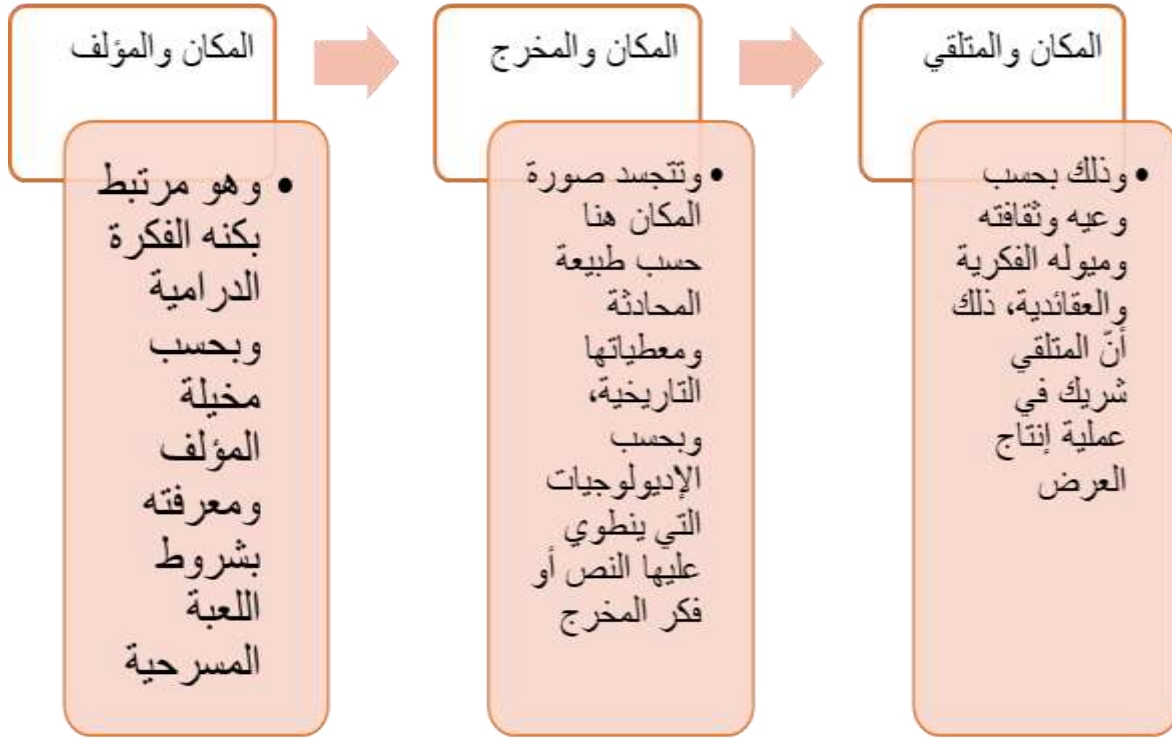 المكان والمؤلف
• وهو مرتبط
بكنه الفكرة
الدرامية
وبحسب
مخيلة
المؤلف
ومعرفته
بشروط
اللعبة
المسرحية
المكان والمخرج
• وتتجسد صورة
المكان هنا
حسب طبيعة
المحادثة
ومعطياتها
التاريخية،
وبحسب
الإديولوجيات
التي ينطوي
عليها النص أو
فكر المخرج
المكان والمتلقي
• وذلك بحسب
وعيه وثقافته
وميوله الفكرية
والعقائدية، ذلك
أنّ المتلقي
شريك في
عملية إنتاج
العرض